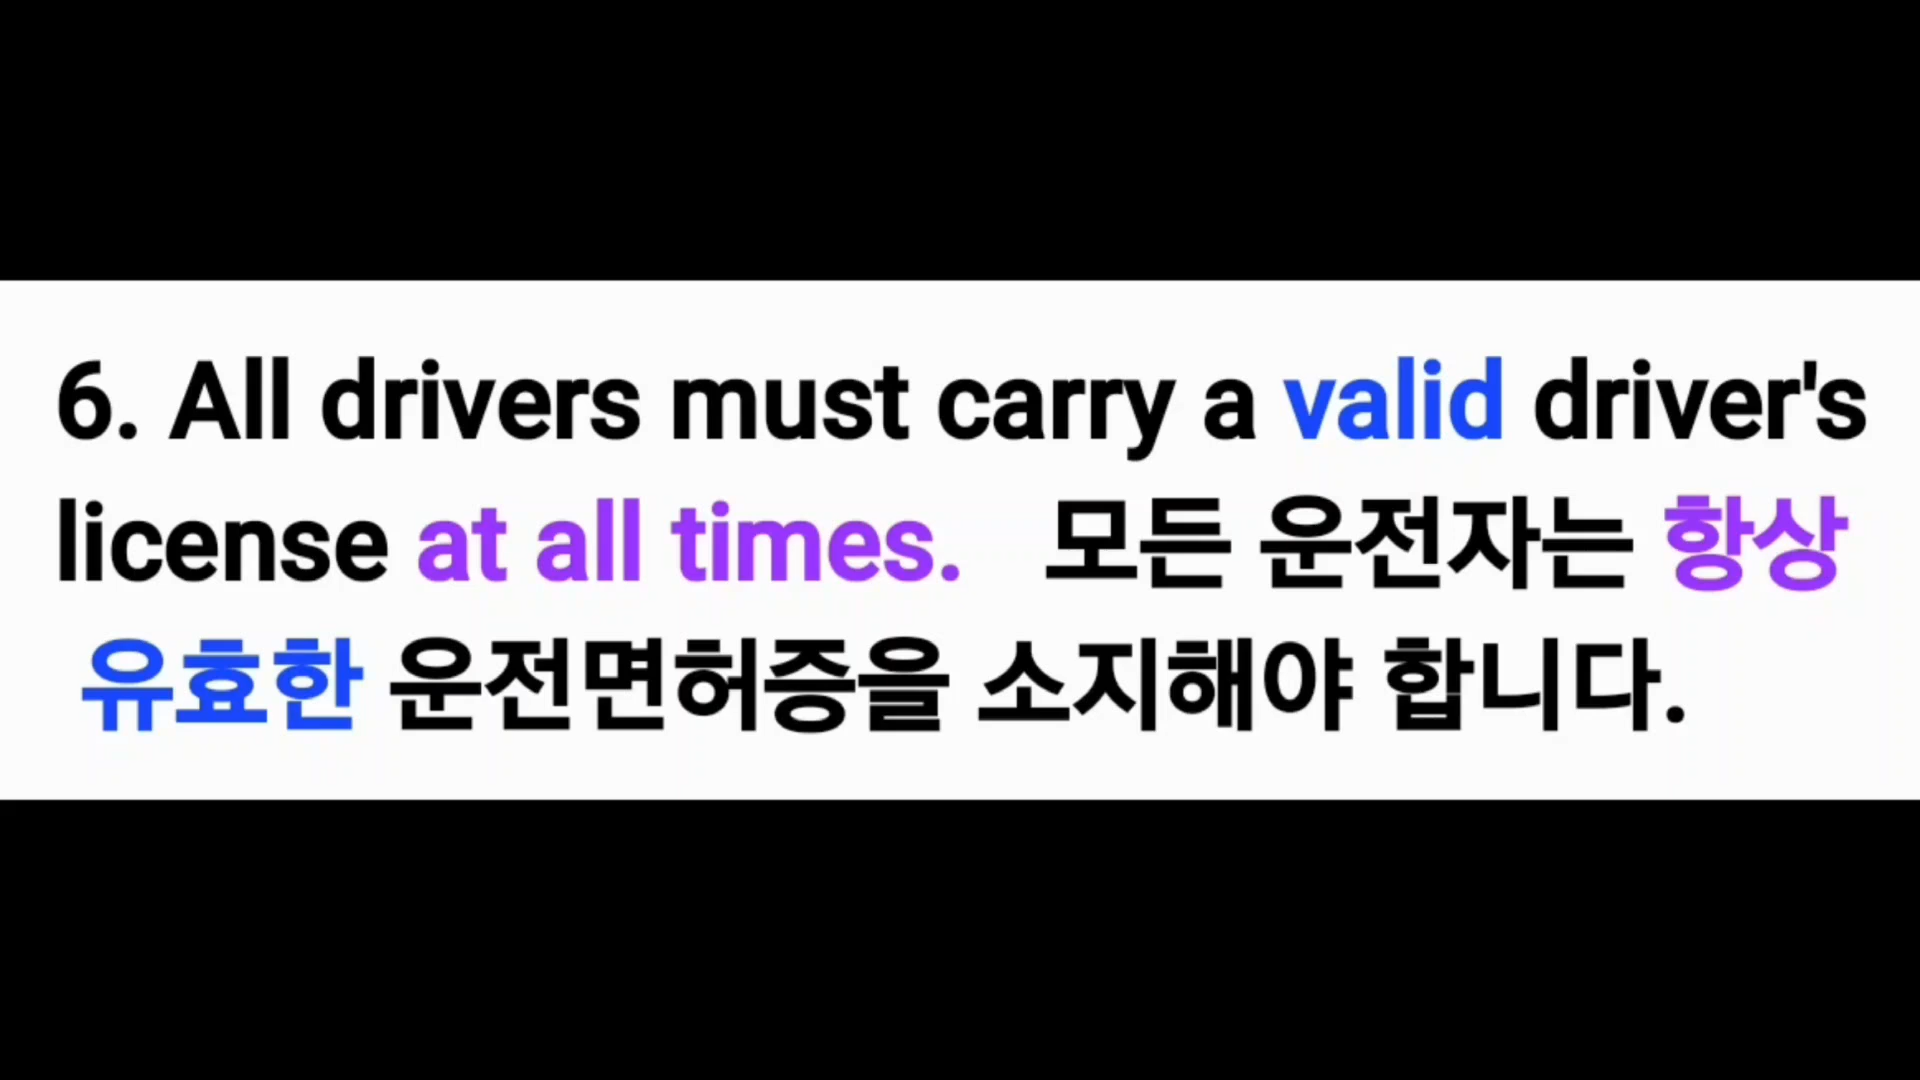 6. All drivers must carry a valid driver's
license at all times. 모든 운전자는 항상
유효한 운전면허증을 소지해야 합니다.